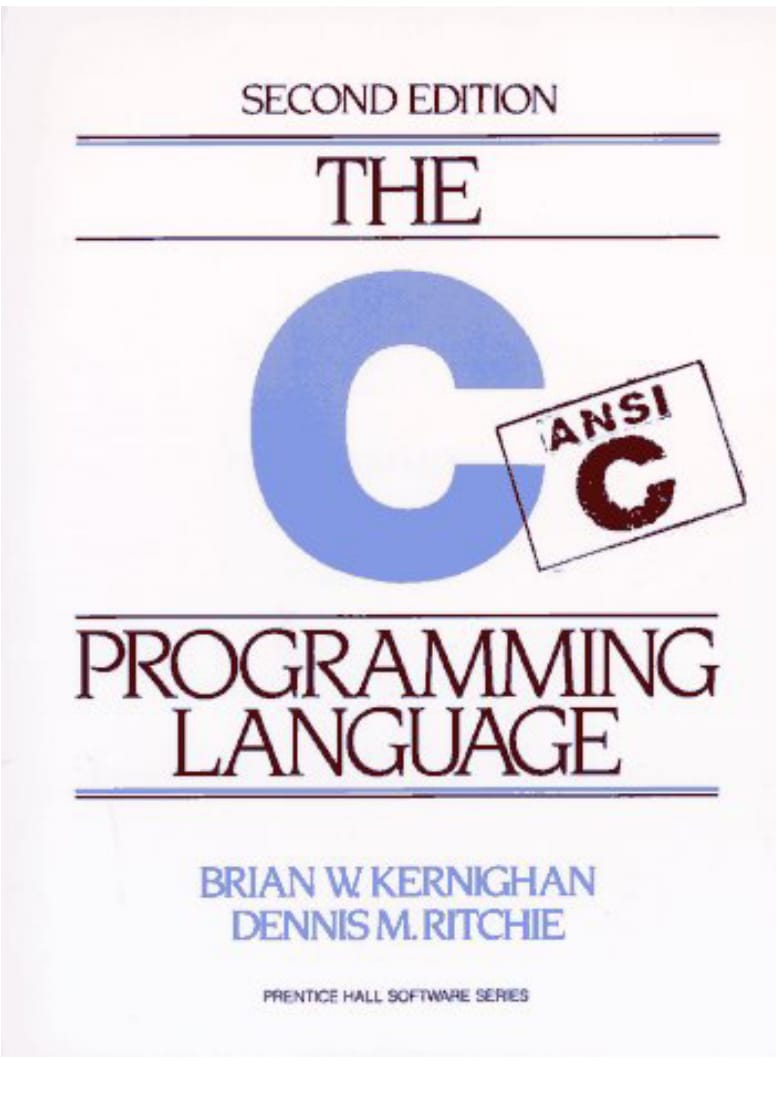 SECOND EDITION
THE
C
ANSI
C
PROGRAMMING
LANGUAGE
BRIAN W. KERNIGHAN
DENNIS M. RITCHIE
PRENTICE HALL SOFTWARE SERIES